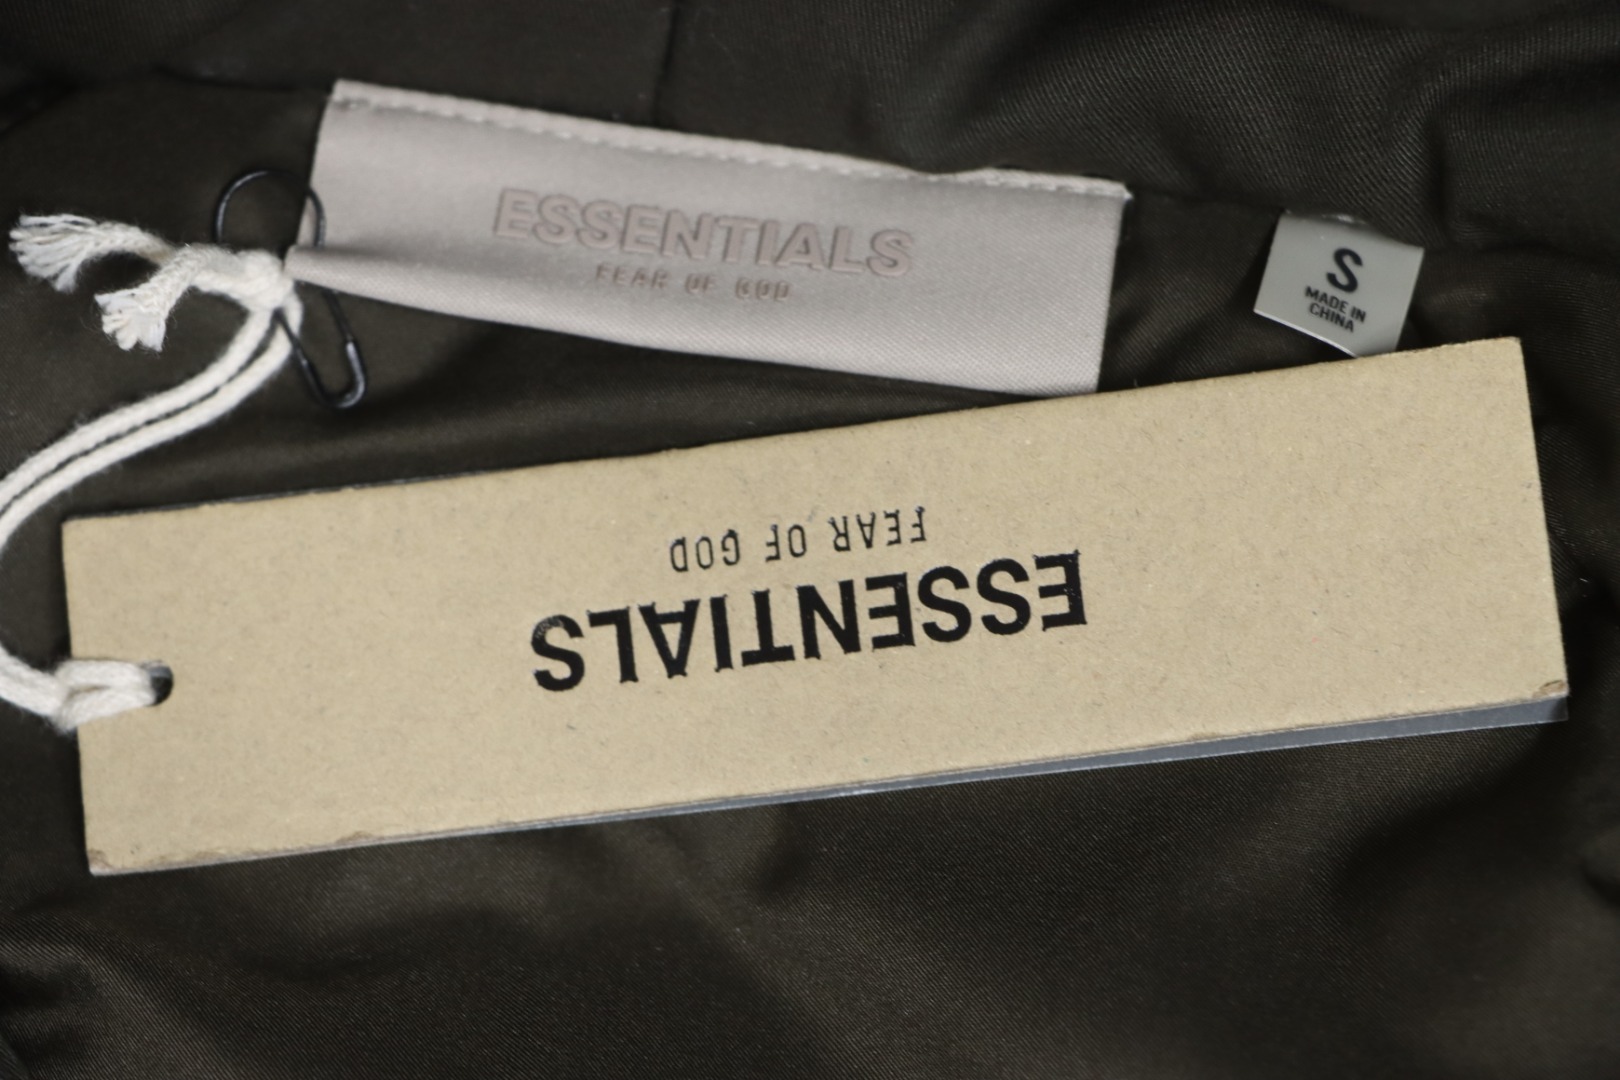 ESSENTIALS
FEAR OF GOD
S
MADE IN
CHINA
ESSENTIALS
FEAR OF GOD